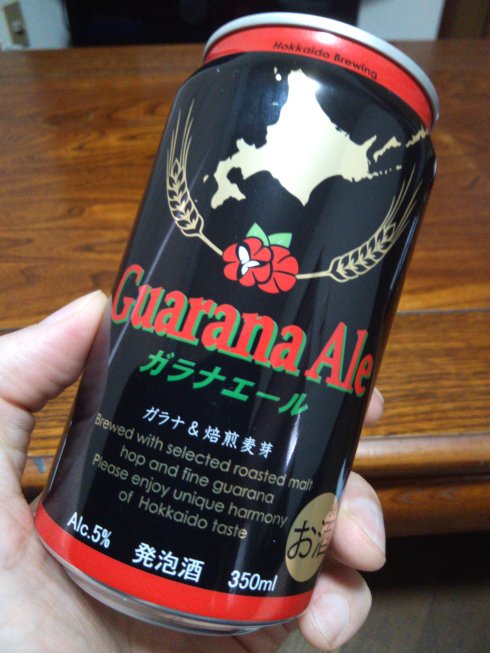 Hokkaido Brewing
Guarana Ale
ガラナエール
ガラナ&焙煎麦芽
Brewed with selected roasted malt
hop and fine guarana
Please enjoy unique harmony
of Hokkaido taste
お酒
Alc.5% 発泡酒 350ml